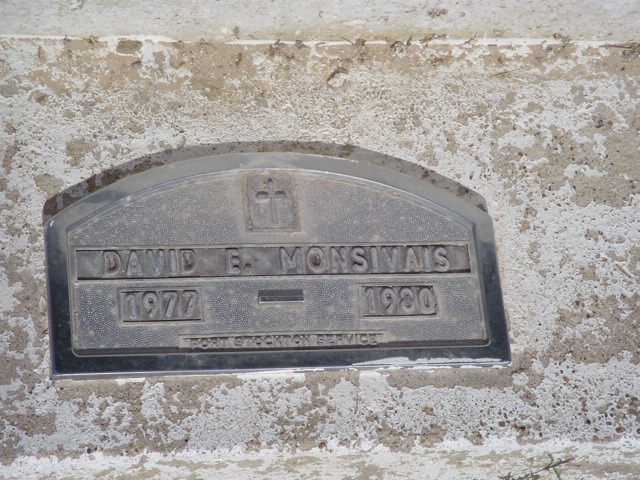 DAVID E. MONSIVAIS
1977 1980
FORT STOCKTON SERVICE